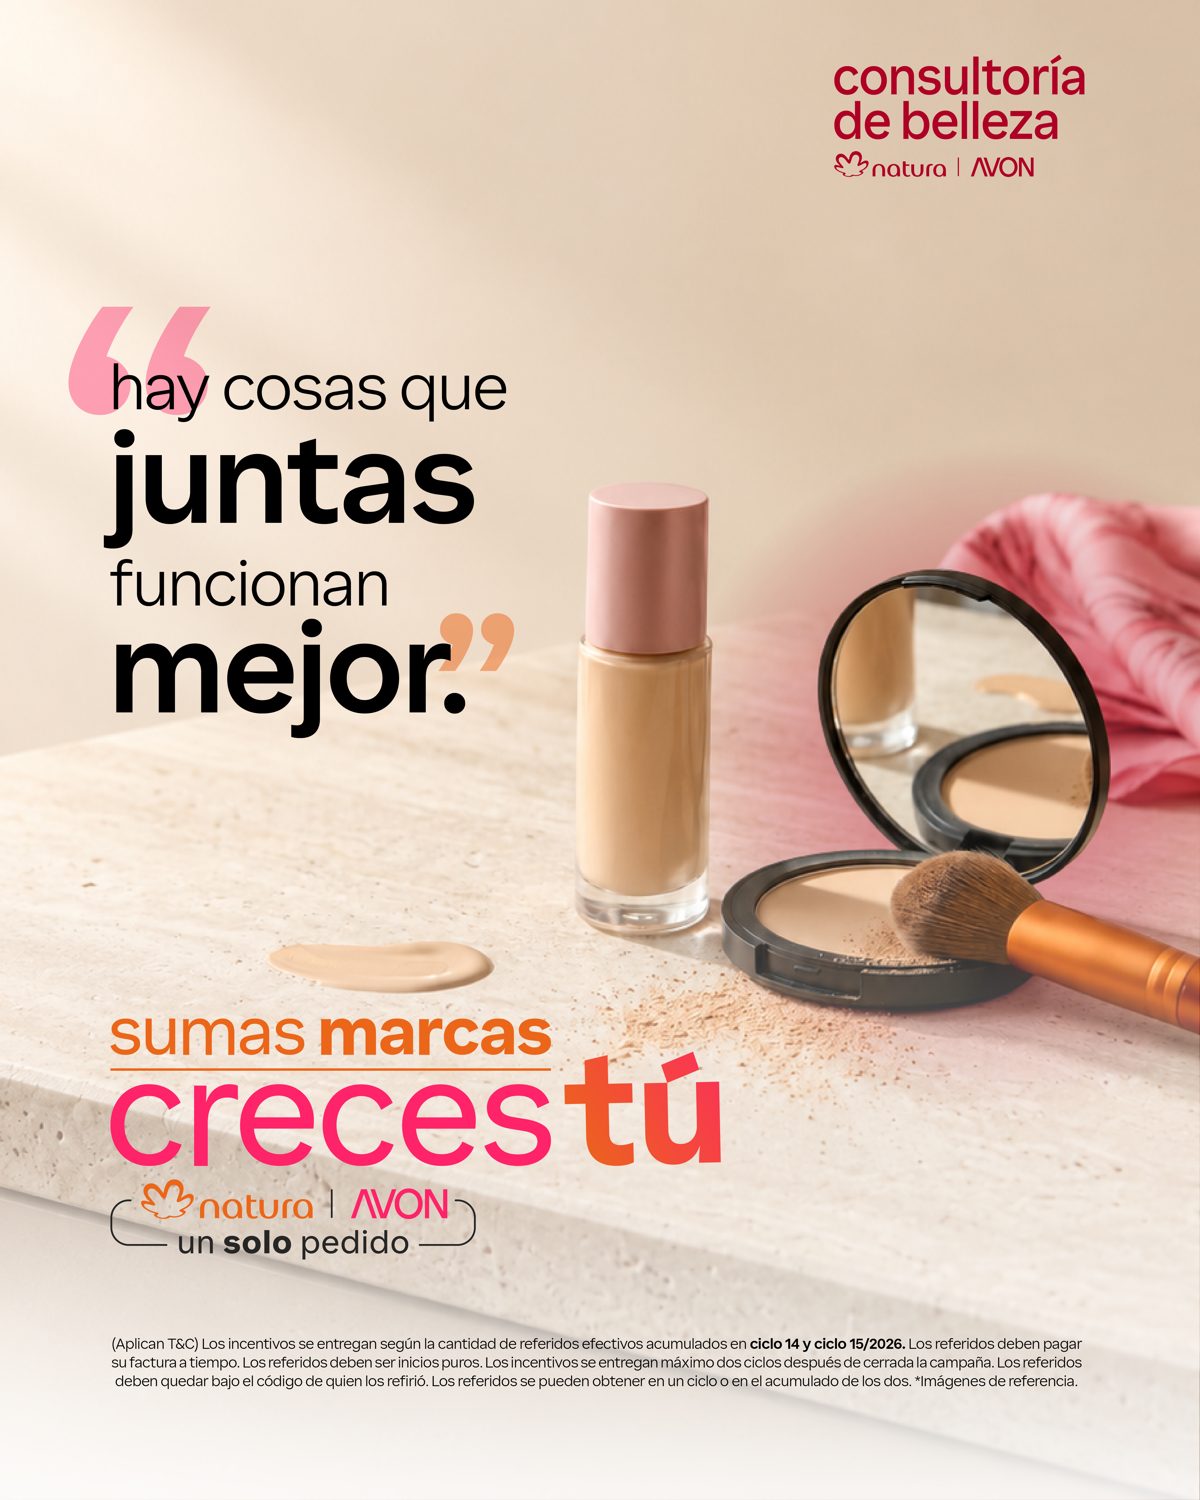 consultoría
de belleza
natura | AVON
“hay cosas que
juntas
funcionan
mejor.”
sumas marcas
creces tú
natura | AVON
un solo pedido
(Aplican T&C) Los incentivos se entregan según la cantidad de referidos efectivos acumulados en ciclo 14 y ciclo 15/2026. Los referidos deben pagar
su factura a tiempo. Los referidos deben ser inicios puros. Los incentivos se entregan máximo dos ciclos después de cerrada la campaña. Los referidos
deben quedar bajo el código de quien los refirió. Los referidos se pueden obtener en un ciclo o en el acumulado de los dos. *Imágenes de referencia.